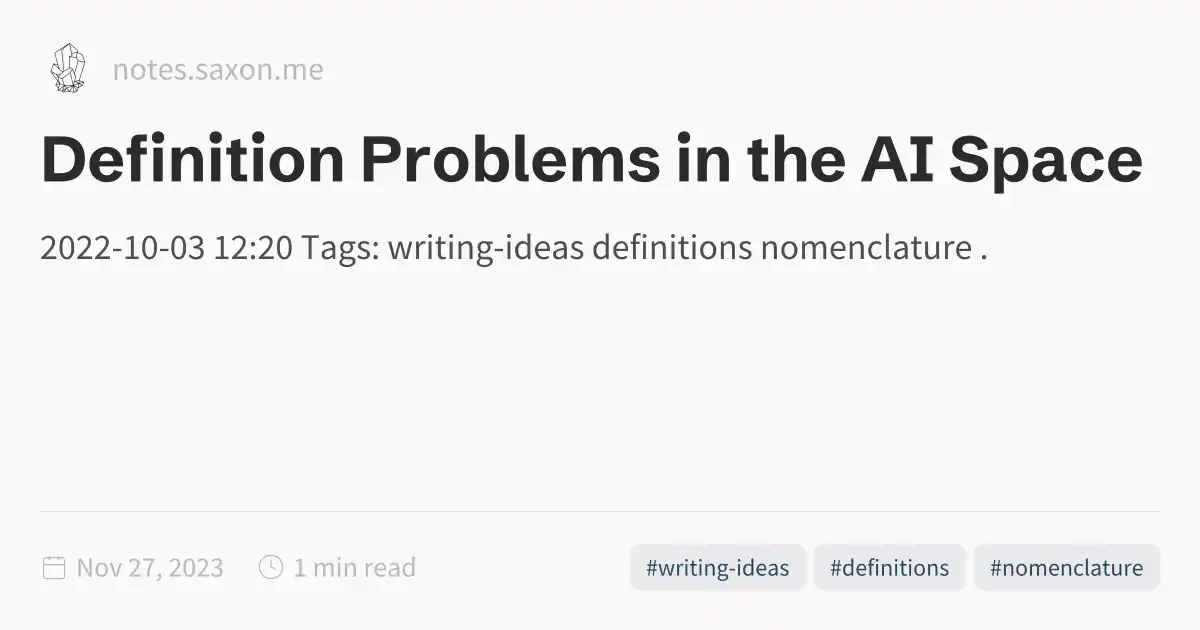 notes.saxon.me
Definition Problems in the AI Space
2022-10-03 12:20 Tags: writing-ideas definitions nomenclature .
Nov 27, 2023 1 min read #writing-ideas #definitions #nomenclature